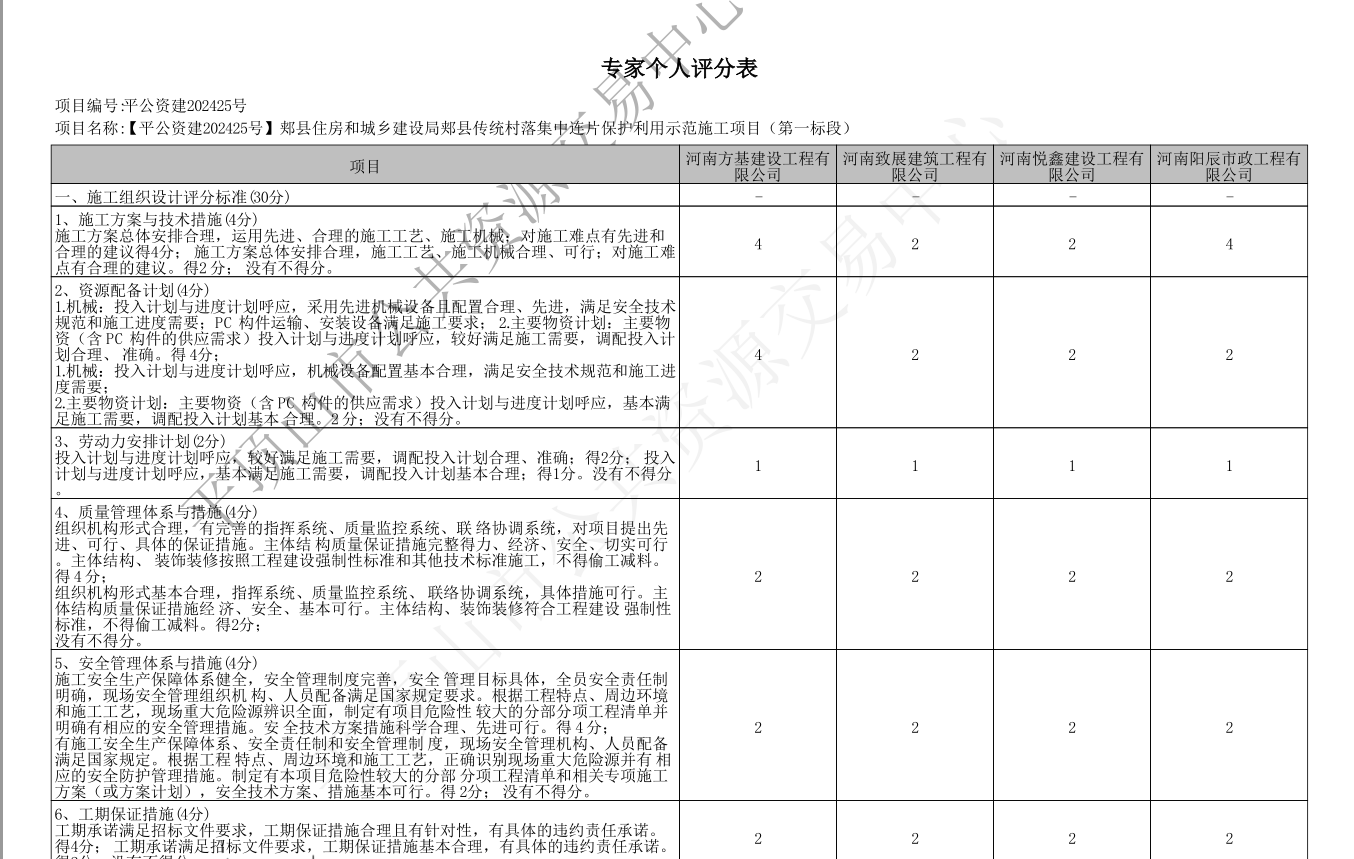 专家个人评分表
项目编号:平公资建202425号
项目名称:【平公资建202425号】郏县住房和城乡建设局郏县传统村落集中连片保护利用示范施工项目（第一标段）
项目 河南方基建设工程有限公司 河南致展建筑工程有限公司 河南悦鑫建设工程有限公司 河南阳辰市政工程有限公司
一、施工组织设计评分标准(30分) - - - -
1、施工方案与技术措施(4分)
施工方案总体安排合理，运用先进、合理的施工工艺、施工机械；对施工难点有先进和
合理的建议得4分； 施工方案总体安排合理，施工工艺、施工机械合理、可行；对施工难
点有合理的建议。得2 分； 没有不得分。
4 2 2 4
2、资源配备计划(4分)
1.机械：投入计划与进度计划呼应，采用先进机械设备且配置合理、先进，满足安全技术
规范和施工进度需要；PC 构件运输、安装设备满足施工要求； 2.主要物资计划：主要物
资（含 PC 构件的供应需求）投入计划与进度计划呼应，较好满足施工需要，调配投入计
划合理、 准确。得 4分；
1.机械：投入计划与进度计划呼应，机械设备配置基本合理，满足安全技术规范和施工进
度需要；
2.主要物资计划：主要物资（含 PC 构件的供应需求）投入计划与进度计划呼应，基本满
足施工需要，调配投入计划基本 合理。2 分；没有不得分。
4 2 2 2
3、劳动力安排计划(2分)
投入计划与进度计划呼应，较好满足施工需要，调配投入计划合理、准确；得2分； 投入
计划与进度计划呼应，基本满足施工需要，调配投入计划基本合理；得1分。没有不得分
。
1 1 1 1
4、质量管理体系与措施(4分)
组织机构形式合理，有完善的指挥系统、质量监控系统、联 络协调系统，对项目提出先
进、可行、具体的保证措施。主体结 构质量保证措施完整得力、经济、安全、切实可行
。主体结构、 装饰装修按照工程建设强制性标准和其他技术标准施工，不得偷工减料。
得 4 分；
组织机构形式基本合理，指挥系统、质量监控系统、 联络协调系统，具体措施可行。主
体结构质量保证措施经 济、安全、基本可行。主体结构、装饰装修符合工程建设 强制性
标准，不得偷工减料。得2分；
没有不得分。
2 2 2 2
5、安全管理体系与措施(4分)
施工安全生产保障体系健全，安全管理制度完善，安全 管理目标具体，全员安全责任制
明确，现场安全管理组织机 构、人员配备满足国家规定要求。根据工程特点、周边环境
和施工工艺，现场重大危险源辨识全面，制定有项目危险性 较大的分部分项工程清单并
明确有相应的安全管理措施。安 全技术方案措施科学合理、先进可行。得 4 分；
有施工安全生产保障体系、安全责任制和安全管理制 度，现场安全管理机构、人员配备
满足国家规定。根据工程 特点、周边环境和施工工艺，正确识别现场重大危险源并有 相
应的安全防护管理措施。制定有本项目危险性较大的分部 分项工程清单和相关专项施工
方案（或方案计划），安全技术方案、措施基本可行。得 2分； 没有不得分。
2 2 2 2
6、工期保证措施(4分)
工期承诺满足招标文件要求，工期保证措施合理且有针对性，有具体的违约责任承诺。
得4分； 工期承诺满足招标文件要求，工期保证措施基本合理，有具体的违约责任承诺。
2 2 2 2
平顶山市公共资源交易中心
山市公共资源交易中心